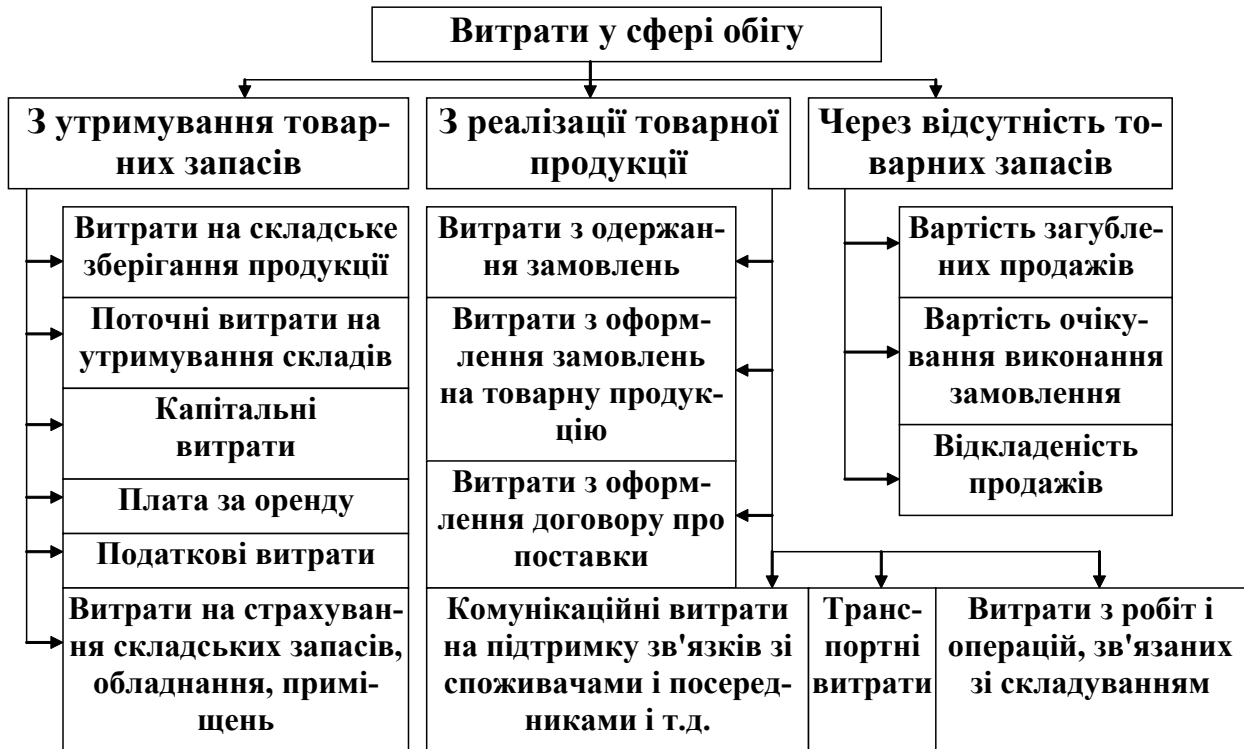 Витрати у сфері обігу
З утримування товар-
них запасів
Витрати на складське
зберігання продукції
Поточні витрати на
утримування складів
Капітальні
витрати
Плата за оренду
Податкові витрати
Витрати на страхуван-
ня складських запасів,
обладнання, примі-
щень
З реалізації товарної
продукції
Витрати з одержан-
ня замовлень
Витрати з оформ-
лення замовлень
на товарну продук-
цію
Витрати з оформ-
лення договору про
поставки
Комунікаційні витрати
на підтримку зв'язків зі
споживачами і посеред-
никами і т.д.
Транс-
портні
витрати
Витрати з робіт і
операцій, зв'язаних
зі складуванням
Через відсутність то-
варних запасів
Вартість загубле-
них продажів
Вартість очіку-
вання виконання
замовлення
Відкладеність
продажів